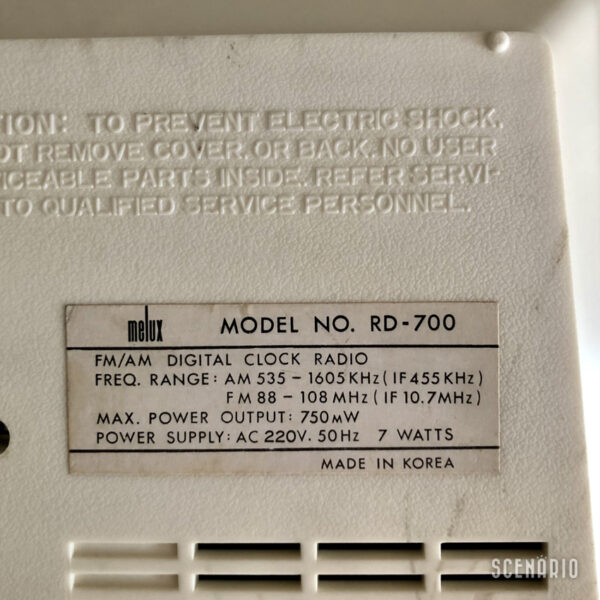 TION: TO PREVENT ELECTRIC SHOCK,
OT REMOVE COVER. OR BACK. NO USER
ICEABLE PARTS INSIDE. REFER SERVI-
TO QUALIFIED SERVICE PERSONNEL.
melux MODEL NO. RD-700
FM/AM DIGITAL CLOCK RADIO
FREQ. RANGE: AM 535 - 1605 KHz (IF 455 KHz)
FM 88 - 108 MHz (IF 10.7MHz)
MAX. POWER OUTPUT: 750 MW
POWER SUPPLY: AC 220V. 50Hz 7 WATTS
MADE IN KOREA
SCENARIO